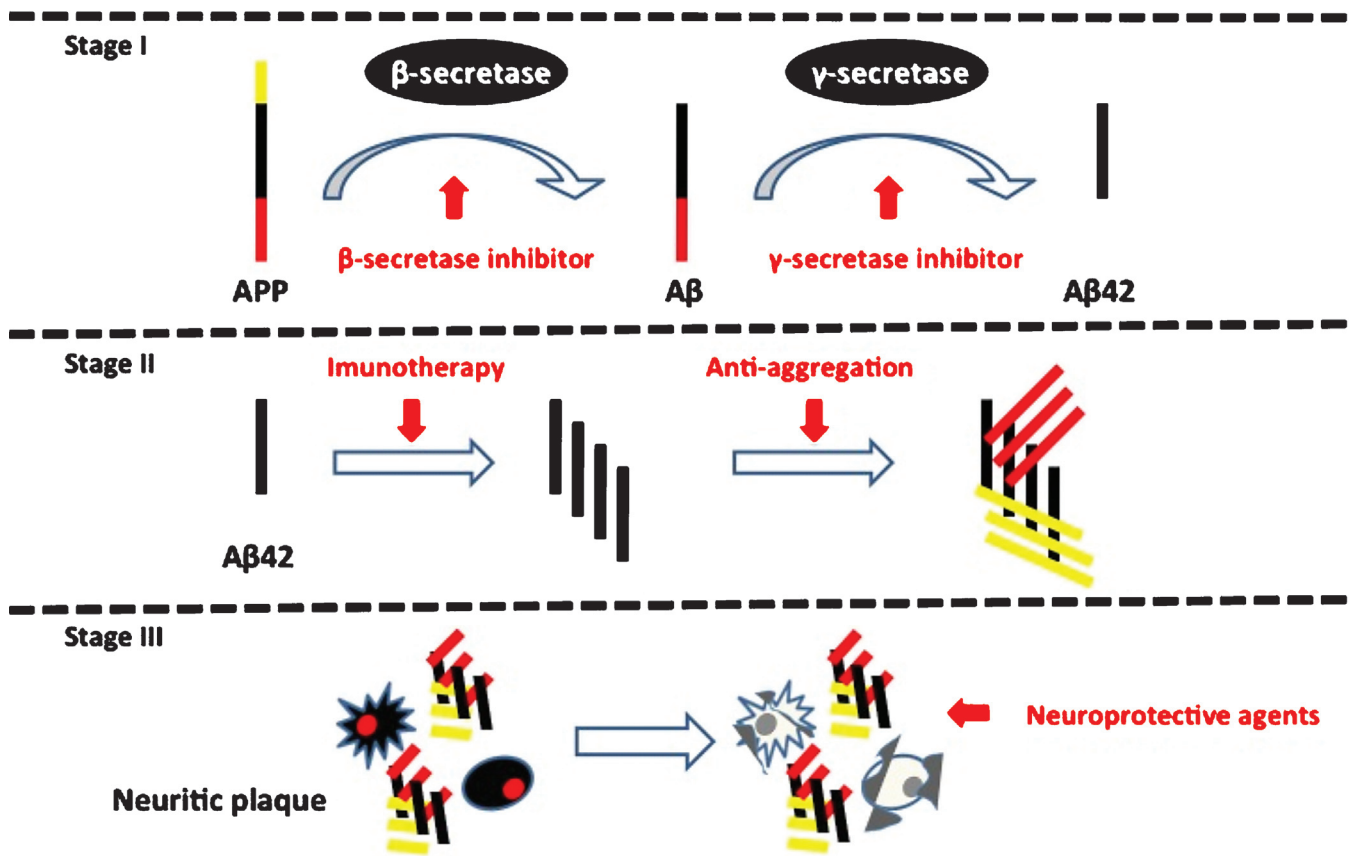 Stage I
β-secretase
γ-secretase
β-secretase inhibitor
γ-secretase inhibitor
APP
Aβ
Aβ42
Stage II
Imunotherapy
Anti-aggregation
Aβ42
Stage III
Neuroprotective agents
Neuritic plaque